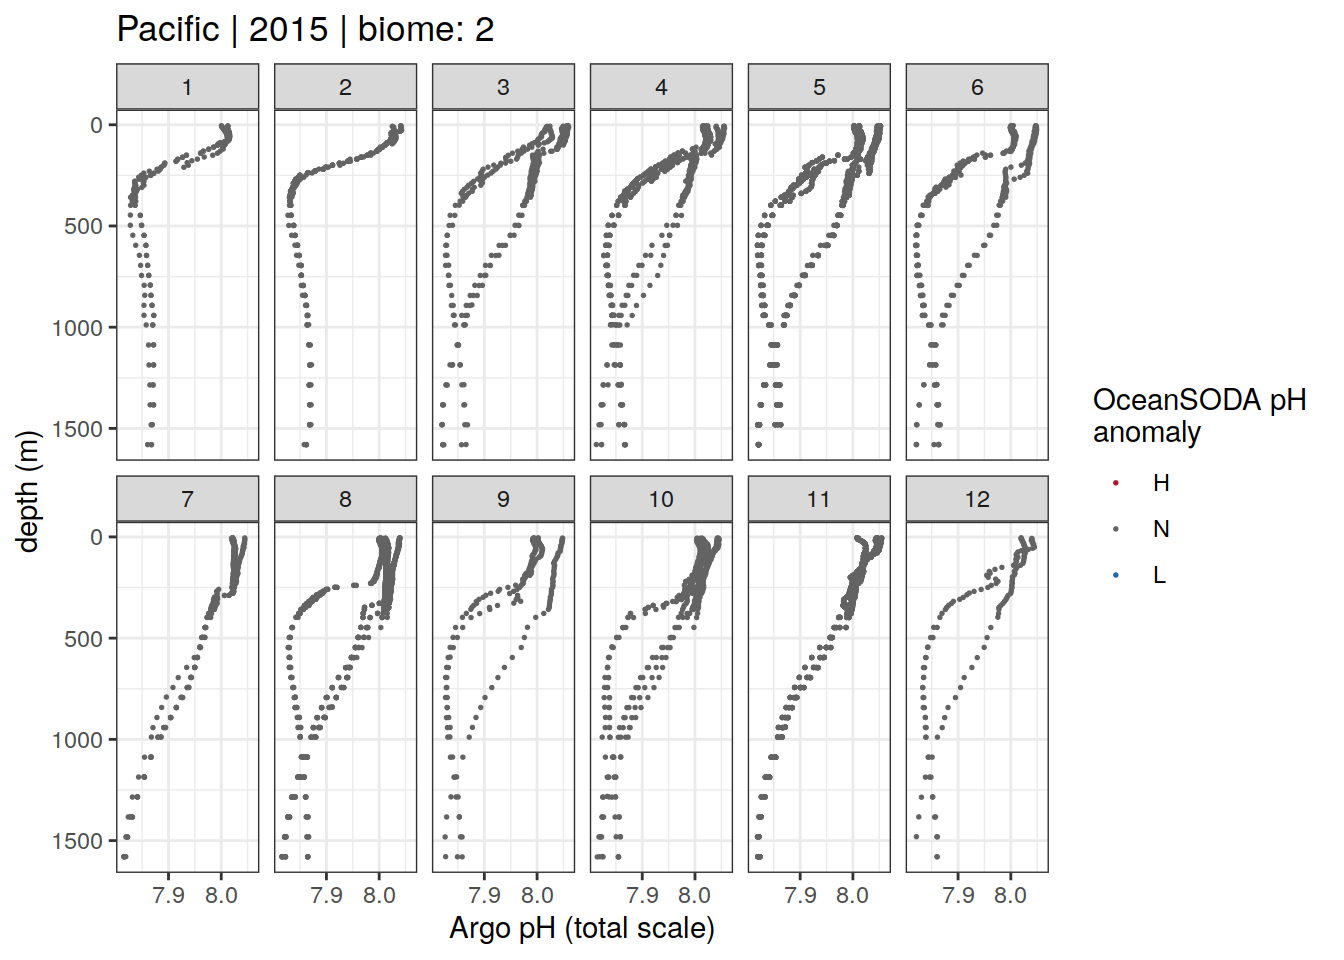 Pacific | 2015 | biome: 2
1 2 3 4 5 6
0
500
1000
1500
7 8 9 10 11 12
0
500
1000
1500
7.9 8.0 7.9 8.0 7.9 8.0 7.9 8.0 7.9 8.0 7.9 8.0
Argo pH (total scale)
depth (m)
OceanSODA pH
anomaly
H
N
L